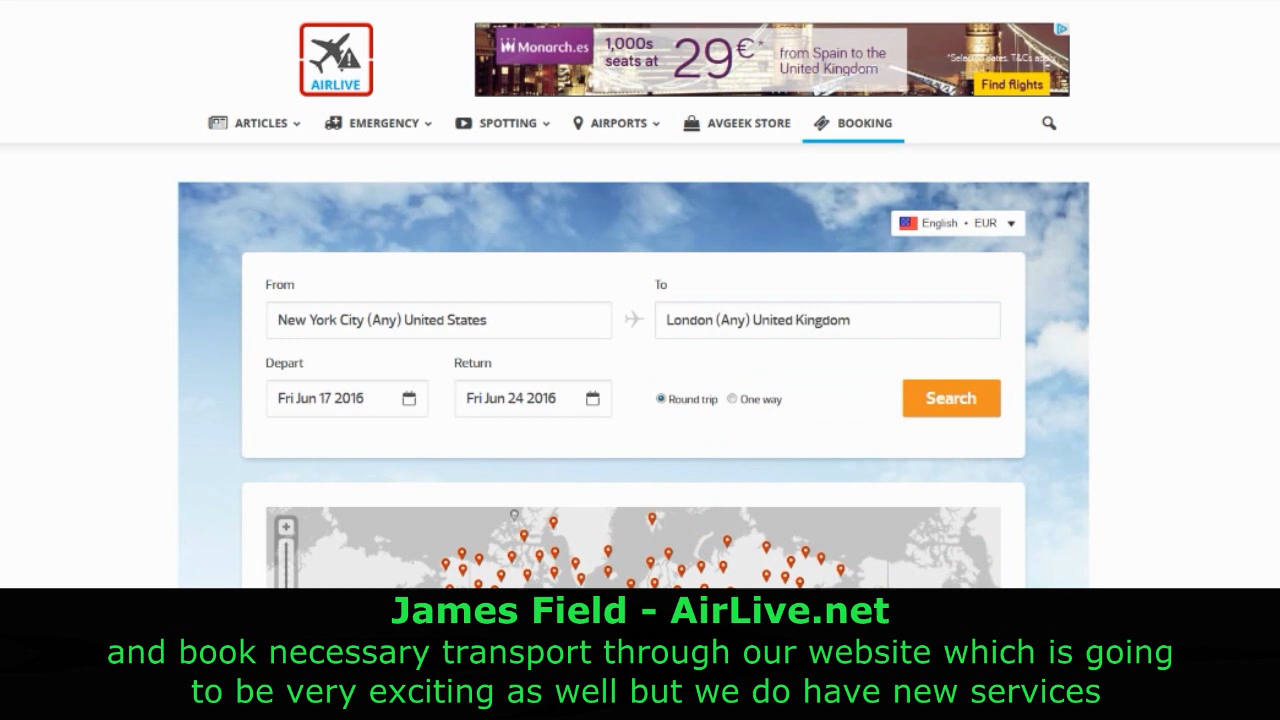 AIRLIVE
Monarch.es
1,000s
seats at
29€*
from Spain to the
United Kingdom
Find flights
ARTICLES
EMERGENCY
SPOTTING
AIRPORTS
AVGEEK STORE
BOOKING
English • EUR
From
To
New York City (Any) United States
London (Any) United Kingdom
Depart
Return
Fri Jun 17 2016
Fri Jun 24 2016
Round trip
One way
Search
James Field - AirLive.net
and book necessary transport through our website which is going
to be very exciting as well but we do have new services